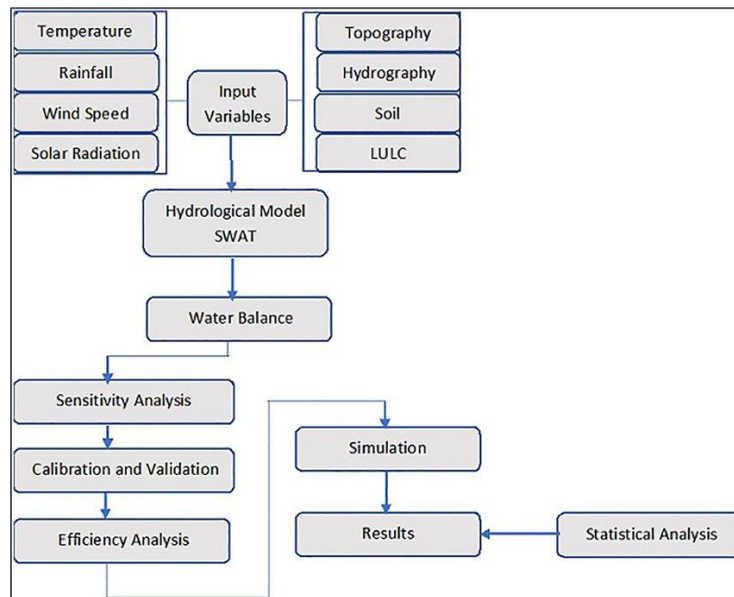 Temperature
Rainfall
Wind Speed
Solar Radiation
Input
Variables
Topography
Hydrography
Soil
LULC
Hydrological Model
SWAT
Water Balance
Sensitivity Analysis
Calibration and Validation
Efficiency Analysis
Simulation
Results
Statistical Analysis